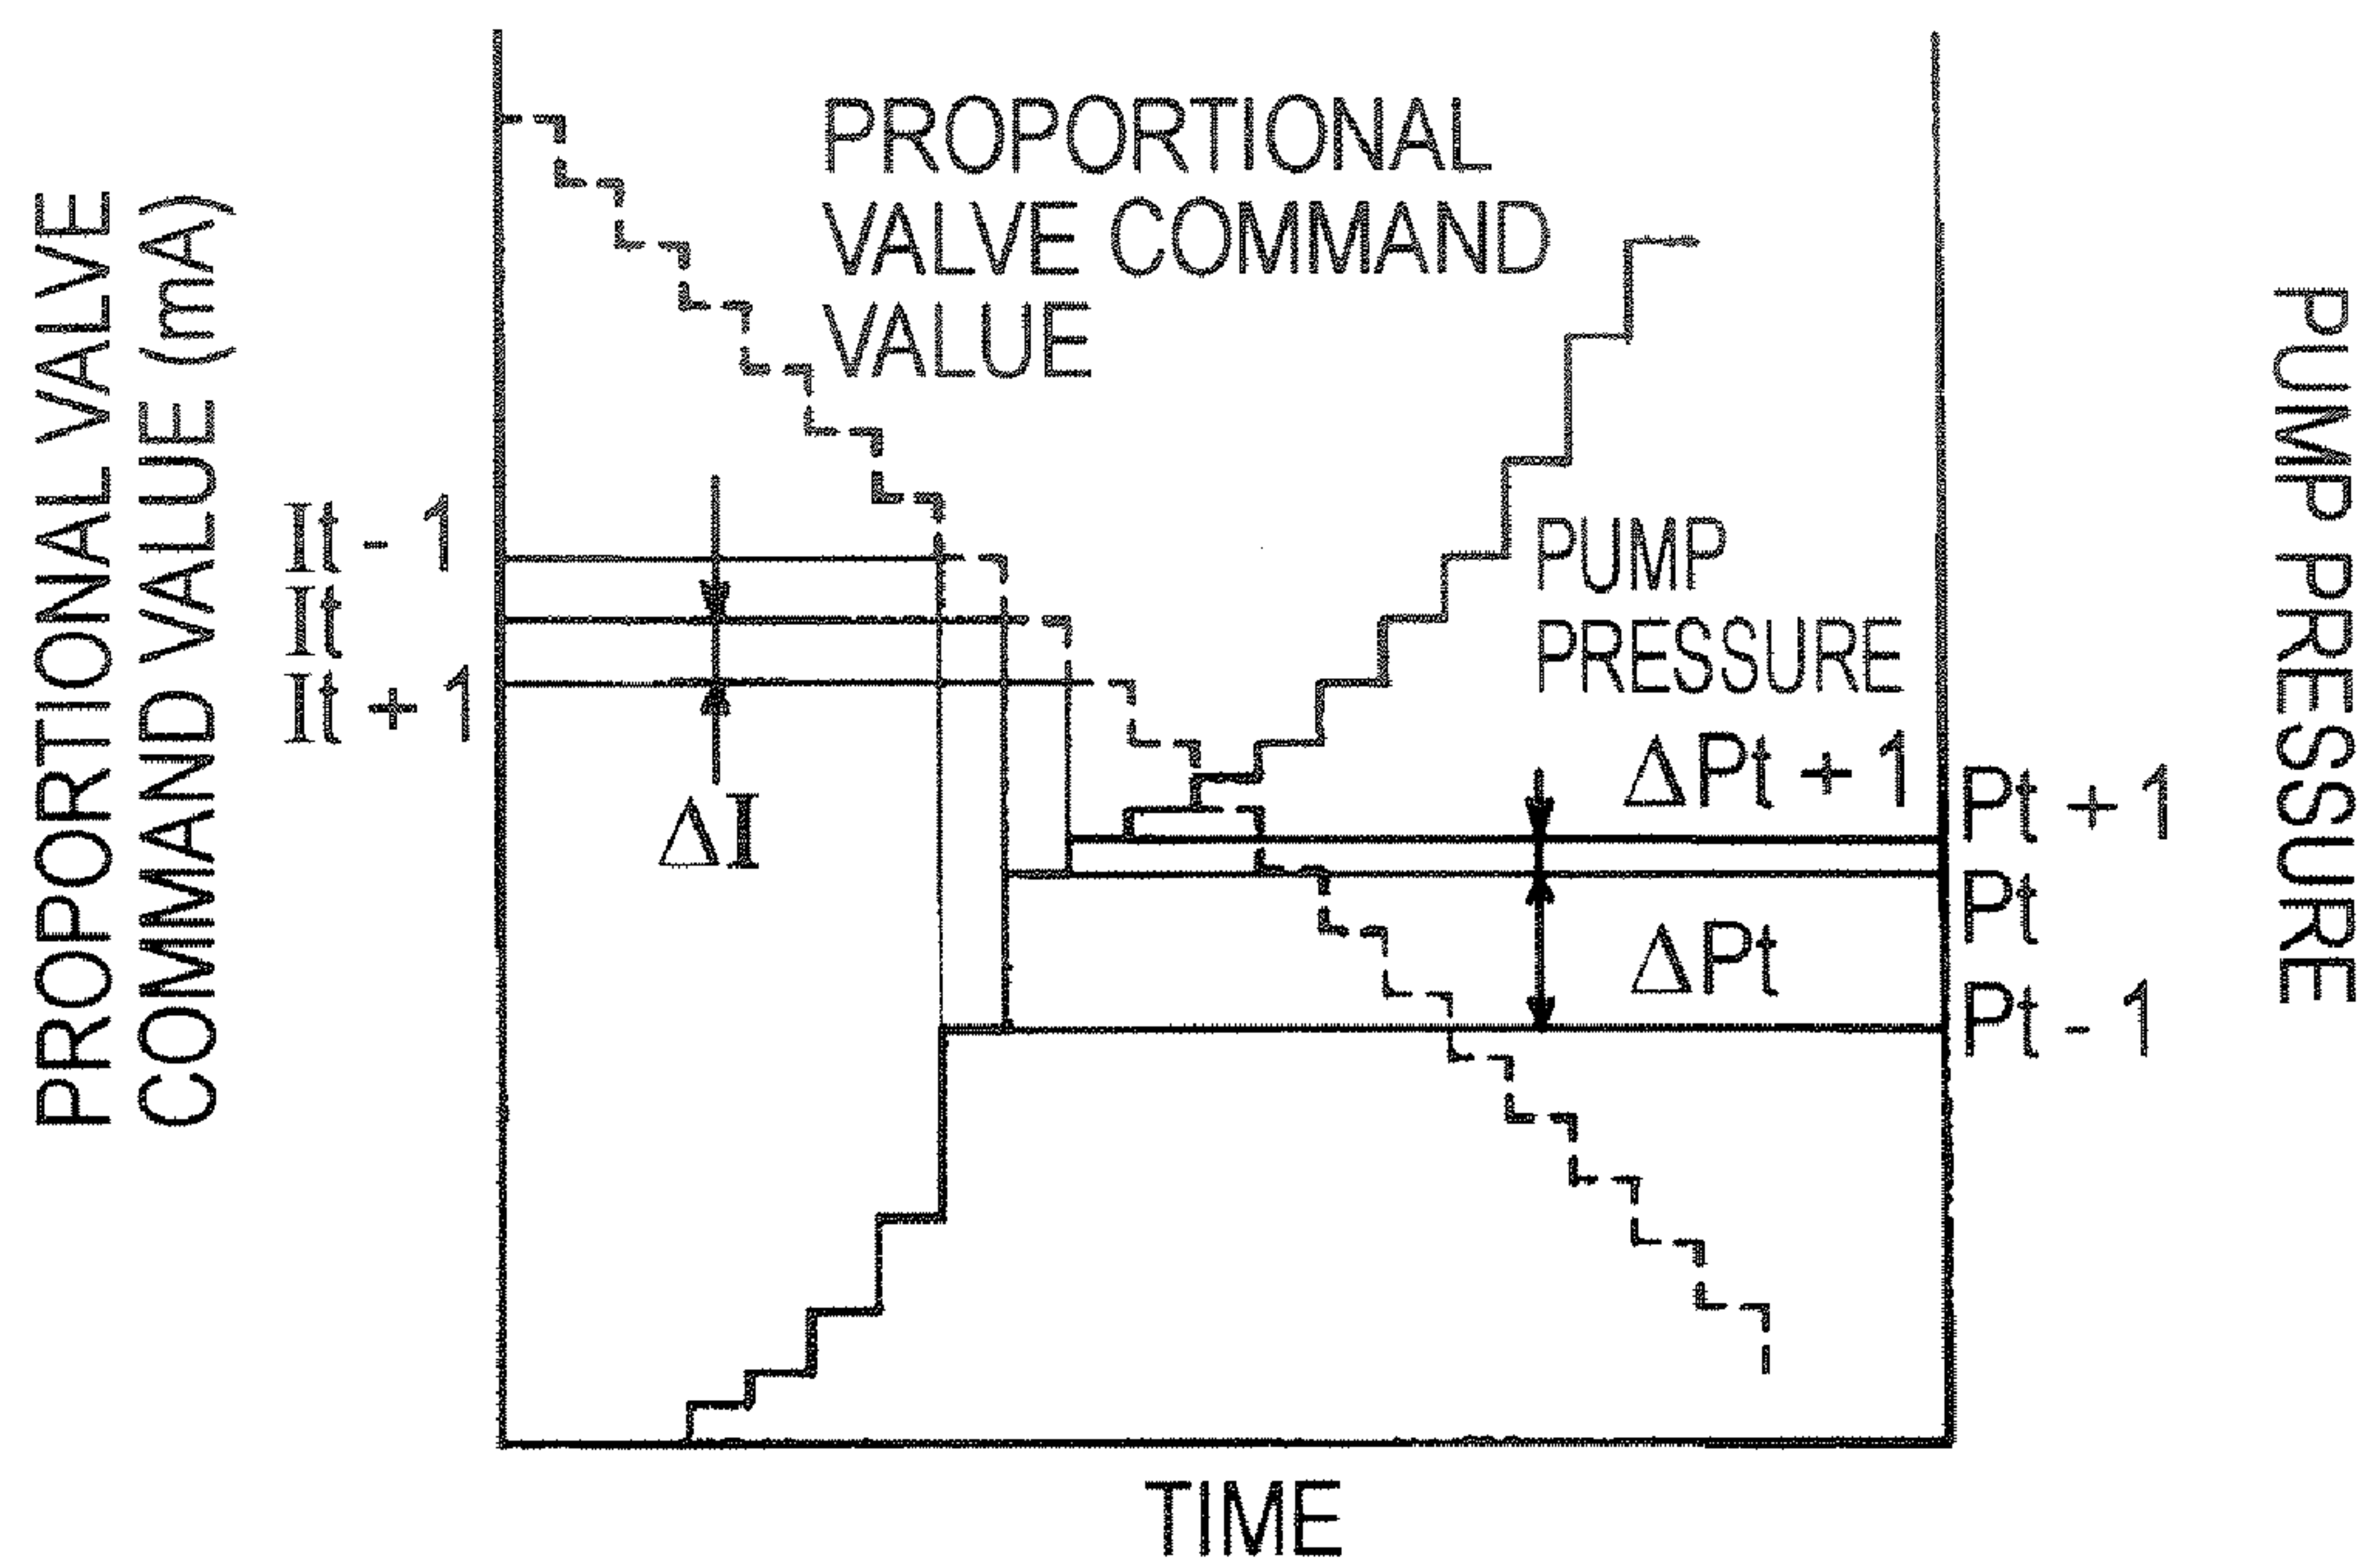 PROPORTIONAL VALVE
COMMAND VALUE (mA)
PROPORTIONAL
VALVE COMMAND
VALUE
It - 1
It
It + 1
ΔI
PUMP
PRESSURE
ΔPt + 1
ΔPt
Pt + 1
Pt
Pt - 1
PUMP PRESSURE
TIME